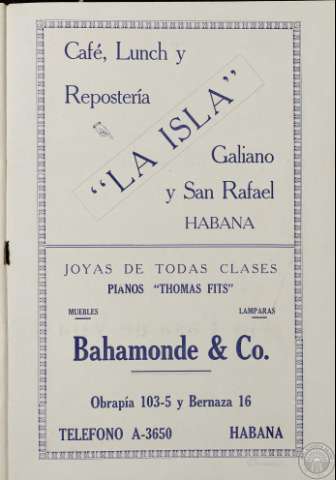 Café, Lunch y
Repostería
"LA ISLA"
Galiano
y San Rafael
HABANA
JOYAS DE TODAS CLASES
PIANOS "THOMAS FITS"
MUEBLES LAMPARAS
Bahamonde & Co.
Obrapía 103-5 y Bernaza 16
TELEFONO A-3650 HABANA